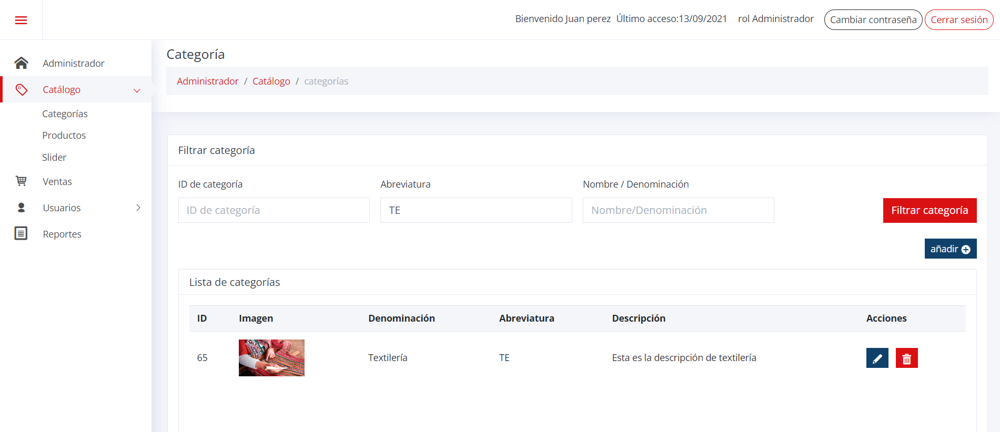 Bienvenido Juan perez Último acceso:13/09/2021 rol Administrador Cambiar contraseña Cerrar sesión
Administrador
Catálogo
Categorías
Productos
Slider
Ventas
Usuarios
Reportes
Categoría
Administrador / Catálogo / categorías
Filtrar categoría
ID de categoría Abreviatura Nombre / Denominación
ID de categoría TE Nombre/Denominación Filtrar categoría
añadir
Lista de categorías
ID Imagen Denominación Abreviatura Descripción Acciones
65 Textilería TE Esta es la descripción de textilería